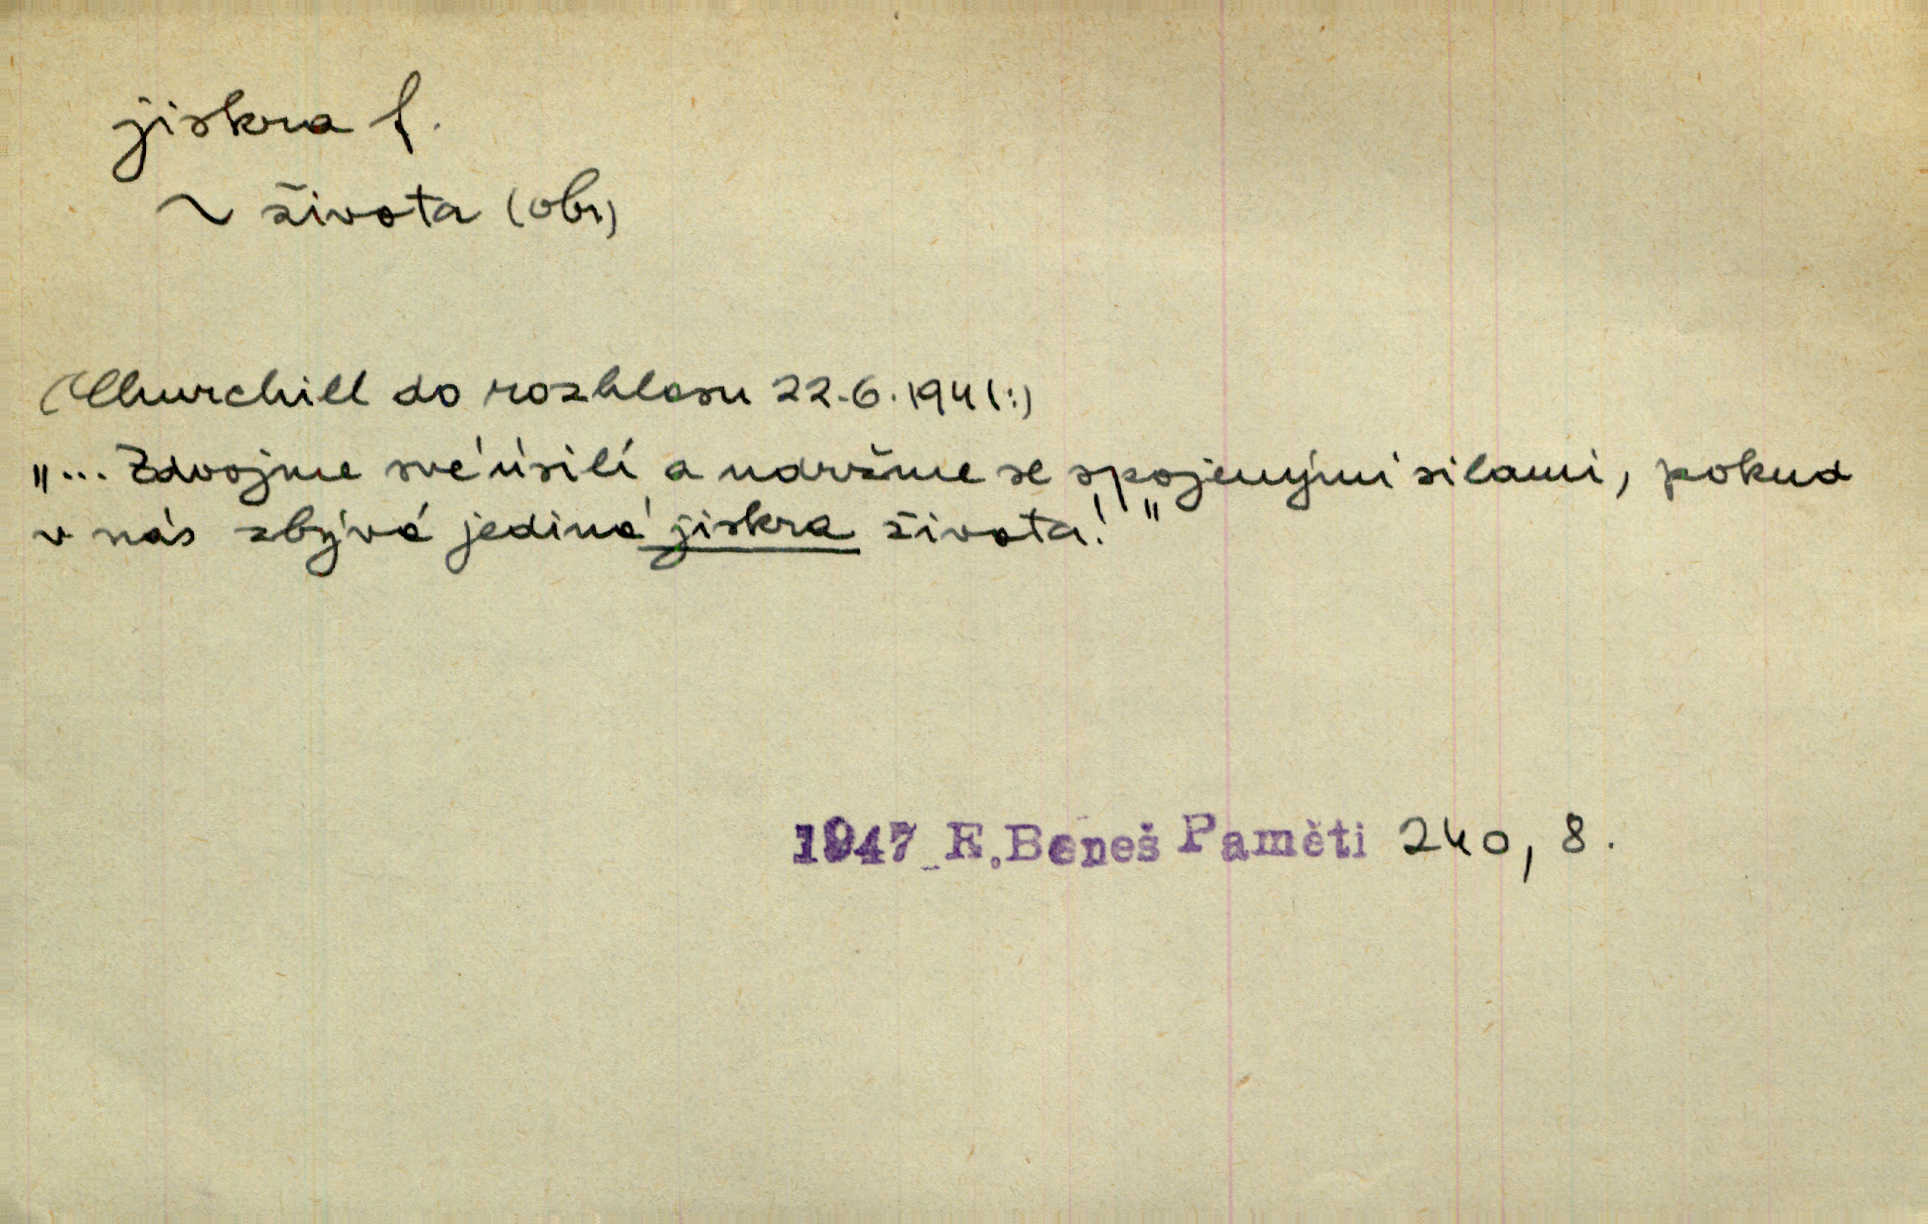 jiskra f.
~ života (obr)
(Churchill do rozhlasu 22.6.1941:)
„... Zdvojme své úsilí a udržme se spojenými silami, pokud
v nás zbývá jediná jiskra života!"
1947 E. Beneš Paměti 240, 8.